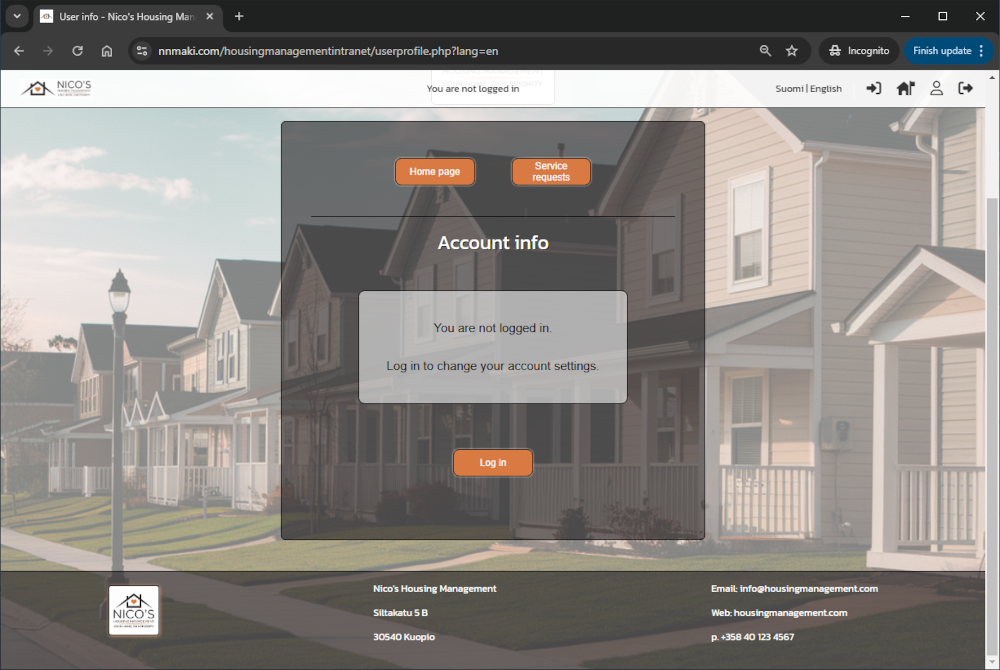 User info - Nico's Housing Man
nnmaki.com/housingmanagementintranet/userprofile.php?lang=en
Incognito
Finish update
NICO'S
You are not logged in
Suomi | English
Home page
Service
requests
Account info
You are not logged in.
Log in to change your account settings.
Log in
NICO'S
HOUSING MANAGEMENT
Nico's Housing Management
Siltakatu 5 B
30540 Kuopio
Email: info@housingmanagement.com
Web: housingmanagement.com
p. +358 40 123 4567